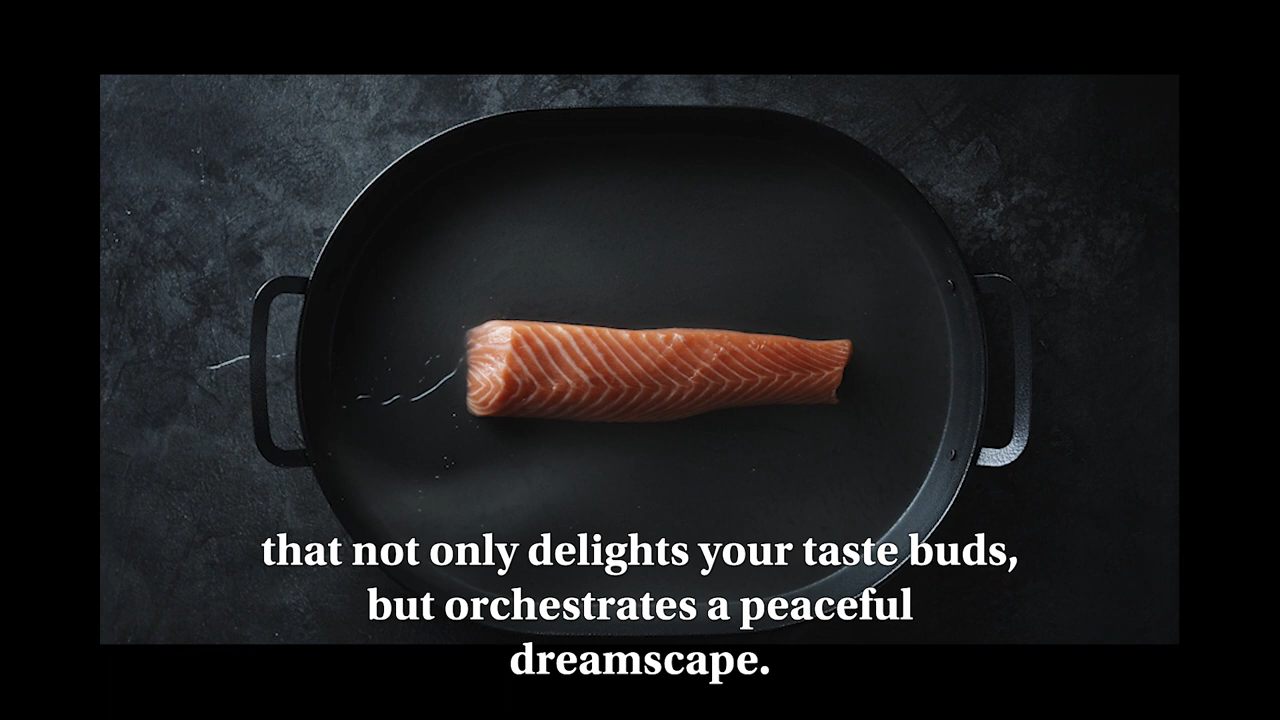 that not only delights your taste buds,
but orchestrates a peaceful
dreamscape.